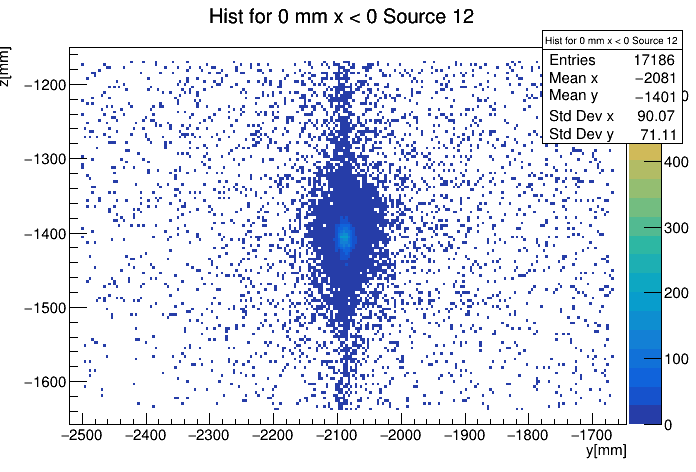 Hist for 0 mm x < 0 Source 12
z[mm]
Hist for 0 mm x < 0 Source 12
Entries 17186
Mean x −2081
Mean y −1401
Std Dev x 90.07
Std Dev y 71.11
−1200
−1300
−1400
−1500
−1600
0
400
300
200
100
0
−2500 −2400 −2300 −2200 −2100 −2000 −1900 −1800 −1700
y[mm]